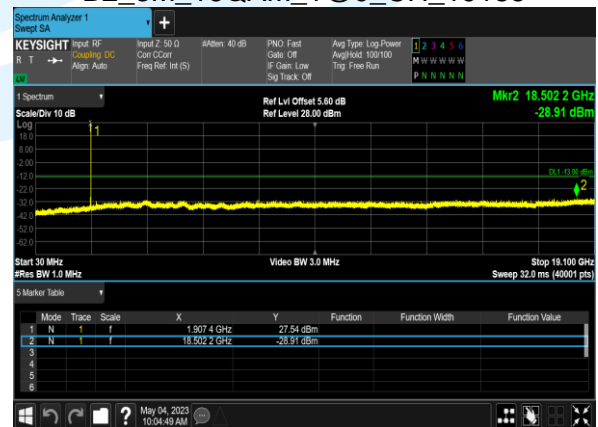 Spectrum Analyzer 1
Swept SA
+
KEYSIGHT
R T
LXI
Input: RF
Coupling: DC
Align: Auto
Input Z: 50 Ω
Corr CCorr
Freq Ref: Int (S)
#Atten: 40 dB
PNO: Fast
Gate: Off
IF Gain: Low
Sig Track: Off
Avg Type: Log-Power
Avg|Hold: 100/100
Trig: Free Run
1 2 3 4 5 6
M W W W W W
P N N N N N
1 Spectrum
Scale/Div 10 dB
Ref Lvl Offset 5.60 dB
Ref Level 28.00 dBm
Mkr2 18.502 2 GHz
-28.91 dBm
Log
18.0
8.00
-2.00
-12.0
-22.0
-32.0
-42.0
-52.0
-62.0
1
DL1 -13.00 dBm
2
Start 30 MHz
#Res BW 1.0 MHz
Video BW 3.0 MHz
Stop 19.100 GHz
Sweep 32.0 ms (40001 pts)
5 Marker Table
Mode Trace Scale X Y Function Function Width Function Value
1 N 1 f 1.907 4 GHz 27.54 dBm
2 N 1 f 18.502 2 GHz -28.91 dBm
3
4
5
6
?
May 04, 2023
10:04:49 AM